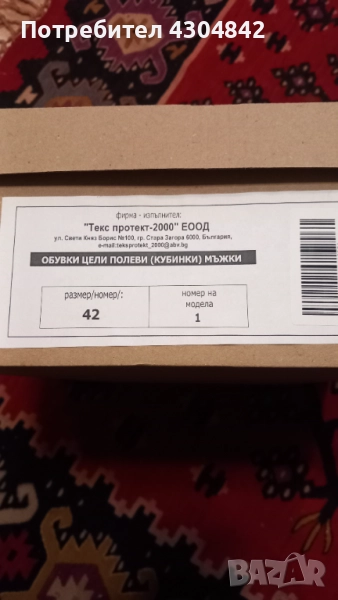 Потребител 4304842
фирма - изпълнител:
"Текс протект-2000" ЕООД
ул. Свети Княз Борис №100, гр. Стара Загора 6000, България,
e-mail:teksprotekt_2000@abv.bg
ОБУВКИ ЦЕЛИ ПОЛЕВИ (КУБИНКИ) МЪЖКИ
размер/номер/:
42
номер на
модела
1
BAZAR